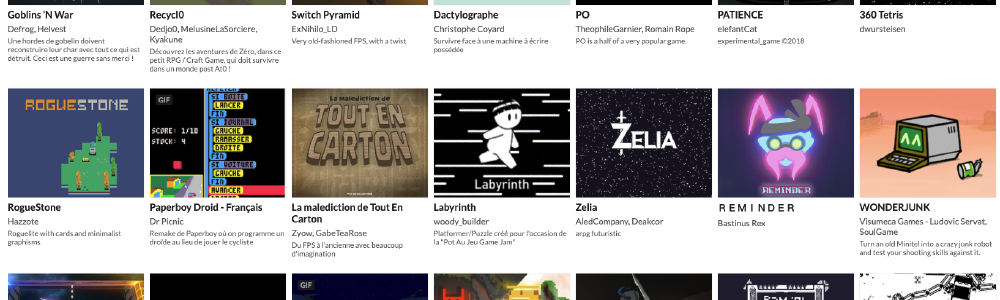 Goblins 'N War
Defrog, Helvest
Une hordes de gobelin doivent
reconstruire leur char avec tout ce qui est
détruit. Ceci est une guerre sans merci !
Recycl0
Dedjo0, MelusineLaSorciere,
Kyakune
Découvrez les aventures de Zéro, dans ce
petit RPG / Craft Game, qui doit survivre
dans un monde post At0 !
Switch Pyramid
ExNihilo_LD
Very old-fashioned FPS, with a twist
Dactylographe
Christophe Coyard
Survivre face à une machine à écrire
possédée
PO
TheophileGarnier, Romain Rope
PO is a half of a very popular game.
PATIENCE
elefantCat
experimental_game ©2018
360 Tetris
dwursteisen
ROGUESTONE
RogueStone
Hazzote
Roguelite with cards and minimalist
graphisms
GIF
SCORE: 1/10
STOCK: 4
REPETER
SI BOITE
LANCER
FIN
SI JOURNAL
GAUCHE
RAMASSER
DROITE
FIN
SI VOITURE
GAUCHE
FIN
AVANCER
Paperboy Droid - Français
Dr Picnic
Remake de Paperboy où on programme un
droïde au lieu de jouer le cycliste
La malediction de
TOUT EN
CARTON
La malediction de Tout En
Carton
Zyow, GabeTeaRose
Du FPS à l'ancienne avec beaucoup
d'imagination
Labyrinth
Labyrinth
woody_builder
Platformer/Puzzle créé pour l'occasion de
la "Pot Au Jeu Game Jam"
ZELIA
Zelia
AledCompany, Deakcor
arpg futuristic
REMINDER
R E M I N D E R
Bastinus Rex
WONDERJUNK
Visumeca Games - Ludovic Servat,
SoulGame
Turn an old Minitel into a crazy junk robot
and test your shooting skills against it.
GIF